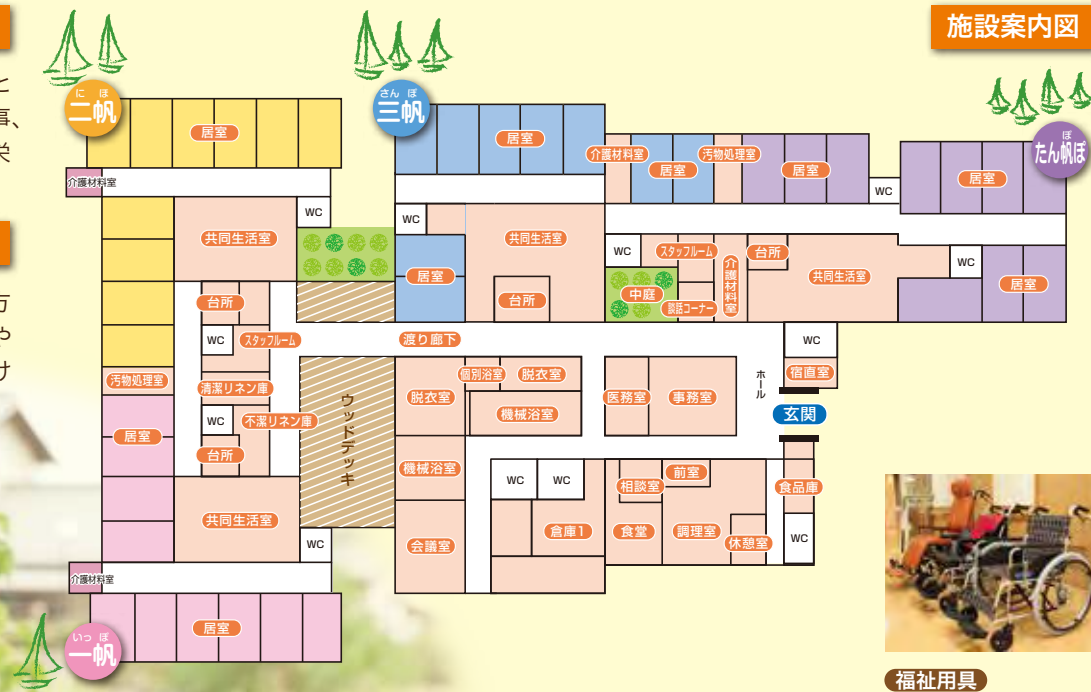 と
事、
栄
方
や
け
施設案内図
にほ
二帆
居室
介護材料室
共同生活室
WC
台所
WC
スタッフルーム
清潔リネン庫
汚物処理室
WC
不潔リネン庫
台所
居室
共同生活室
WC
介護材料室
居室
いっぽ
一帆
さんぽ
三帆
居室
介護材料室
居室
汚物処理室
居室
WC
居室
ぽ
たん帆ぽ
WC
共同生活室
居室
台所
WC
スタッフルーム
中庭
談話コーナー
介護材料室
台所
共同生活室
WC
居室
渡り廊下
ウッドデッキ
脱衣室
個別浴室
脱衣室
機械浴室
機械浴室
会議室
医務室
事務室
ホール
WC
宿直室
玄関
WC
WC
倉庫1
相談室
前室
食堂
調理室
休憩室
食品庫
WC
福祉用具